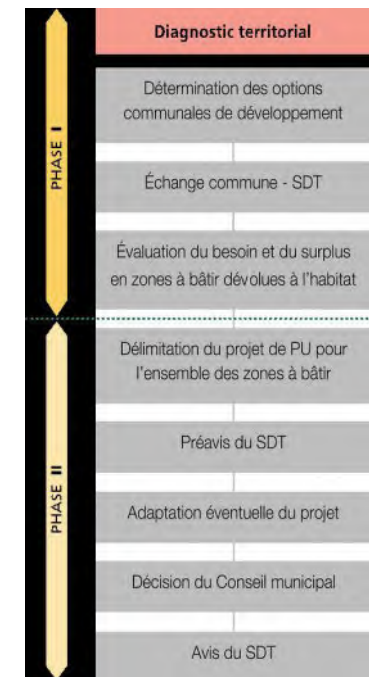 Diagnostic territorial
PHASE I
Détermination des options
communales de développement
Échange commune - SDT
Évaluation du besoin et du surplus
en zones à bâtir dévolues à l'habitat
PHASE II
Délimitation du projet de PU pour
l'ensemble des zones à bâtir
Préavis du SDT
Adaptation éventuelle du projet
Décision du Conseil municipal
Avis du SDT